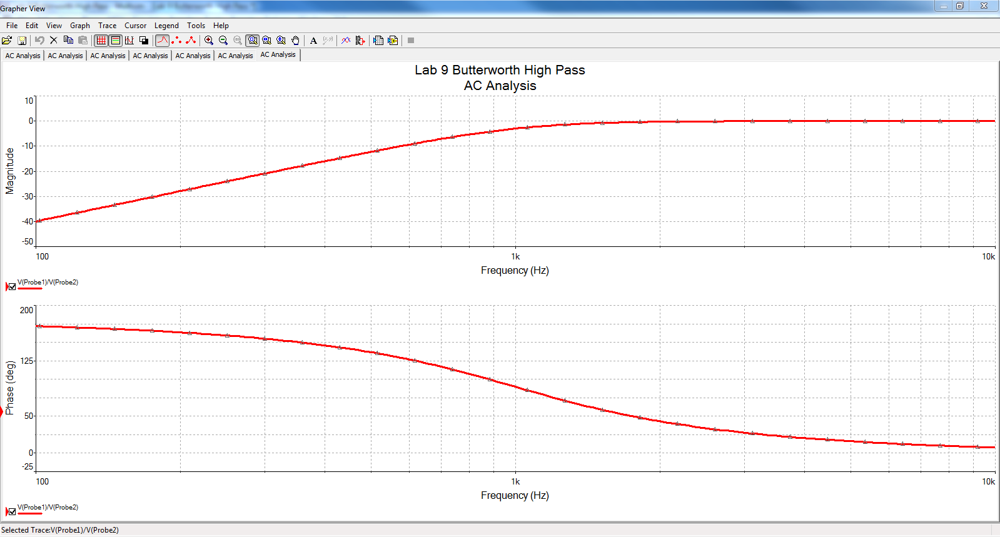 Grapher View
File Edit View Graph Trace Cursor Legend Tools Help
AC Analysis AC Analysis AC Analysis AC Analysis AC Analysis AC Analysis AC Analysis
Lab 9 Butterworth High Pass
AC Analysis
Magnitude
10
0
-10
-20
-30
-40
-50
100 1k 10k
Frequency (Hz)
V(Probe1)/V(Probe2)
Phase (deg)
200
125
50
0
-25
100 1k 10k
Frequency (Hz)
V(Probe1)/V(Probe2)
Selected Trace:V(Probe1)/V(Probe2)